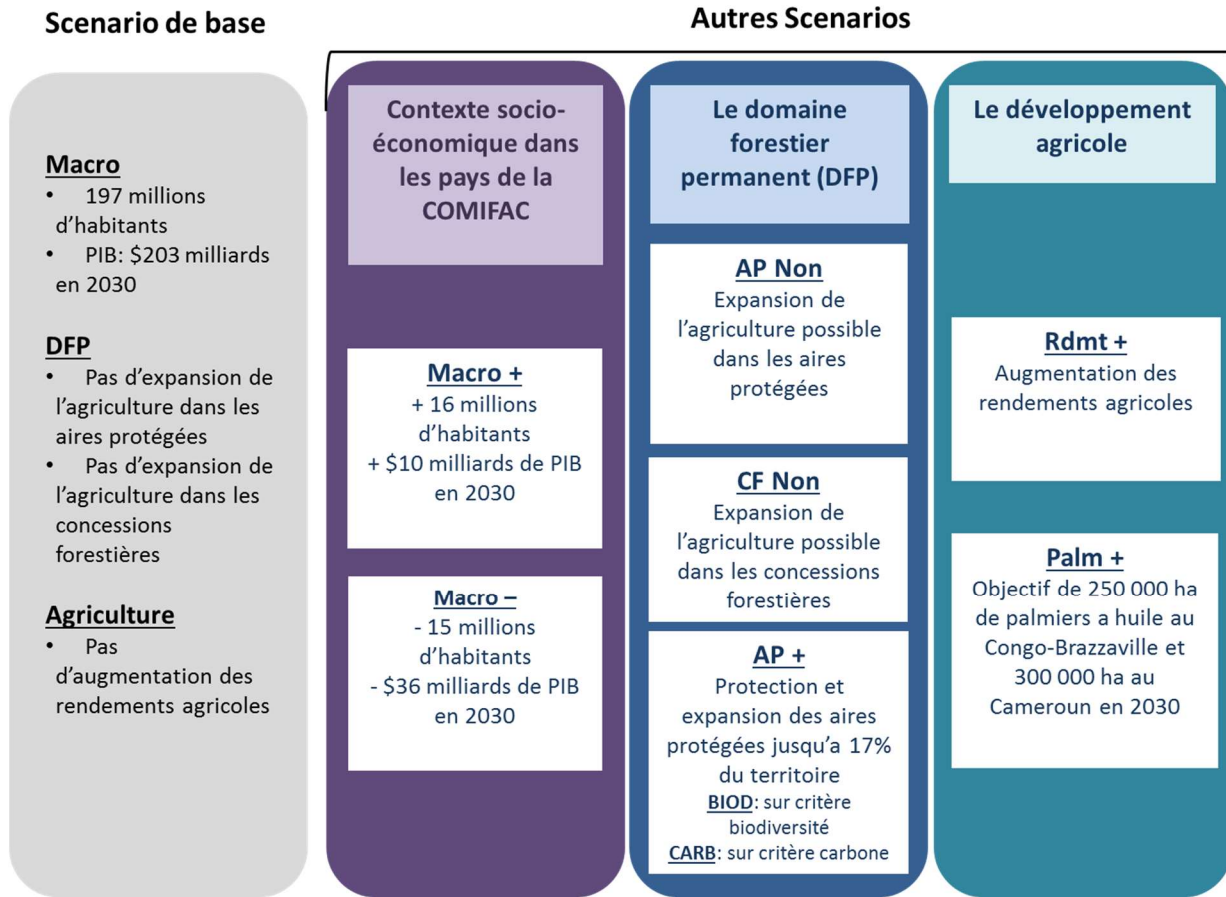 Scenario de base
Autres Scenarios
Macro
• 197 millions
d'habitants
• PIB: $203 milliards
en 2030
DFP
• Pas d'expansion de
l'agriculture dans les
aires protégées
• Pas d'expansion de
l'agriculture dans les
concessions
forestières
Agriculture
• Pas
d'augmentation des
rendements agricoles
Contexte socio-
économique dans
les pays de la
COMIFAC
Macro +
+ 16 millions
d'habitants
+ $10 milliards de PIB
en 2030
Macro –
- 15 millions
d'habitants
- $36 milliards de PIB
en 2030
Le domaine
forestier
permanent (DFP)
AP Non
Expansion de
l'agriculture possible
dans les aires
protégées
CF Non
Expansion de
l'agriculture possible
dans les concessions
forestières
AP +
Protection et
expansion des aires
protégées jusqu'a 17%
du territoire
BIOD: sur critère
biodiversité
CARB: sur critère carbone
Le développement
agricole
Rdmt +
Augmentation des
rendements agricoles
Palm +
Objectif de 250 000 ha
de palmiers a huile au
Congo-Brazzaville et
300 000 ha au
Cameroun en 2030